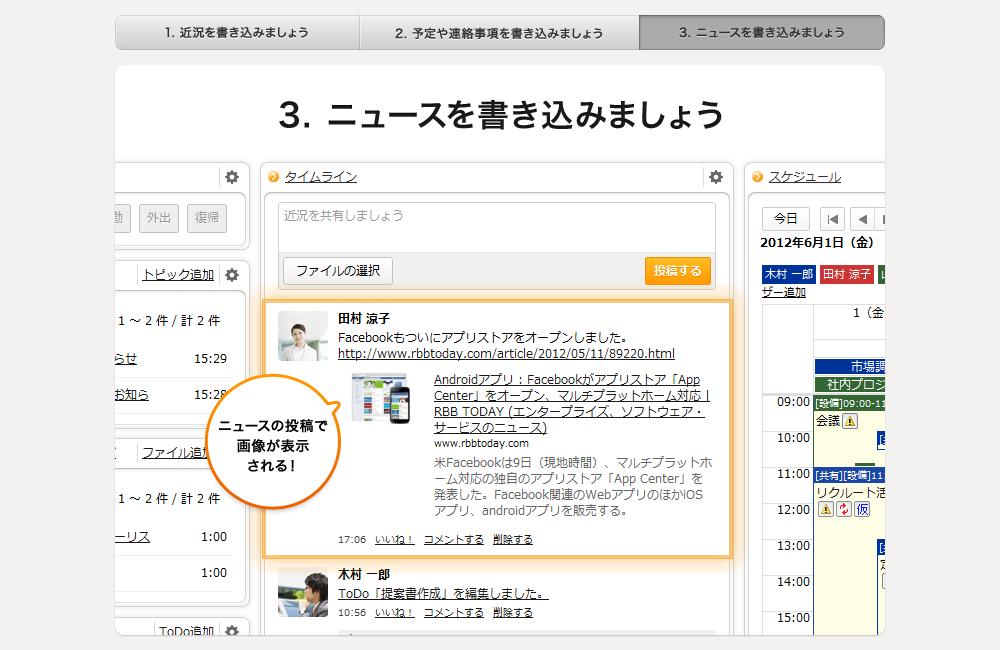 1. 近況を書き込みましょう
2. 予定や連絡事項を書き込みましょう
3. ニュースを書き込みましょう
3. ニュースを書き込みましょう
外出
復帰
トピック追加
1 ～ 2 件 / 計 2 件
らせ 15:29
お知らせ 15:28
ファイル追加
1 ～ 2 件 / 計 2 件
ーリス 1:00
1:00
ToDo追加
タイムライン
近況を共有しましょう
ファイルの選択
投稿する
田村 涼子
Facebookもついにアプリストアをオープンしました。
http://www.rbbtoday.com/article/2012/05/11/89220.html
Androidアプリ：Facebookがアプリストア「App
Center」をオープン、マルチプラットホーム対応 |
RBB TODAY (エンタープライズ、ソフトウェア・
サービスのニュース)
www.rbbtoday.com
米Facebookは9日（現地時間）、マルチプラットホ
ーム対応の独自のアプリストア「App Center」を
発表した。Facebook関連のWebアプリのほかiOS
アプリ、androidアプリを販売する。
17:06 いいね！ コメントする 削除する
ニュースの投稿で
画像が表示
される！
木村 一郎
ToDo「提案書作成」を編集しました。
10:56 いいね！ コメントする 削除する
スケジュール
今日
2012年6月1日（金）
木村 一郎
田村 涼子
ザー追加
1（金
市場調
社内プロジ
09:00
[設備]09:00-11
会議
10:00
11:00
[共有][設備]11
リクルート活
12:00
仮
13:00
14:00
15:00